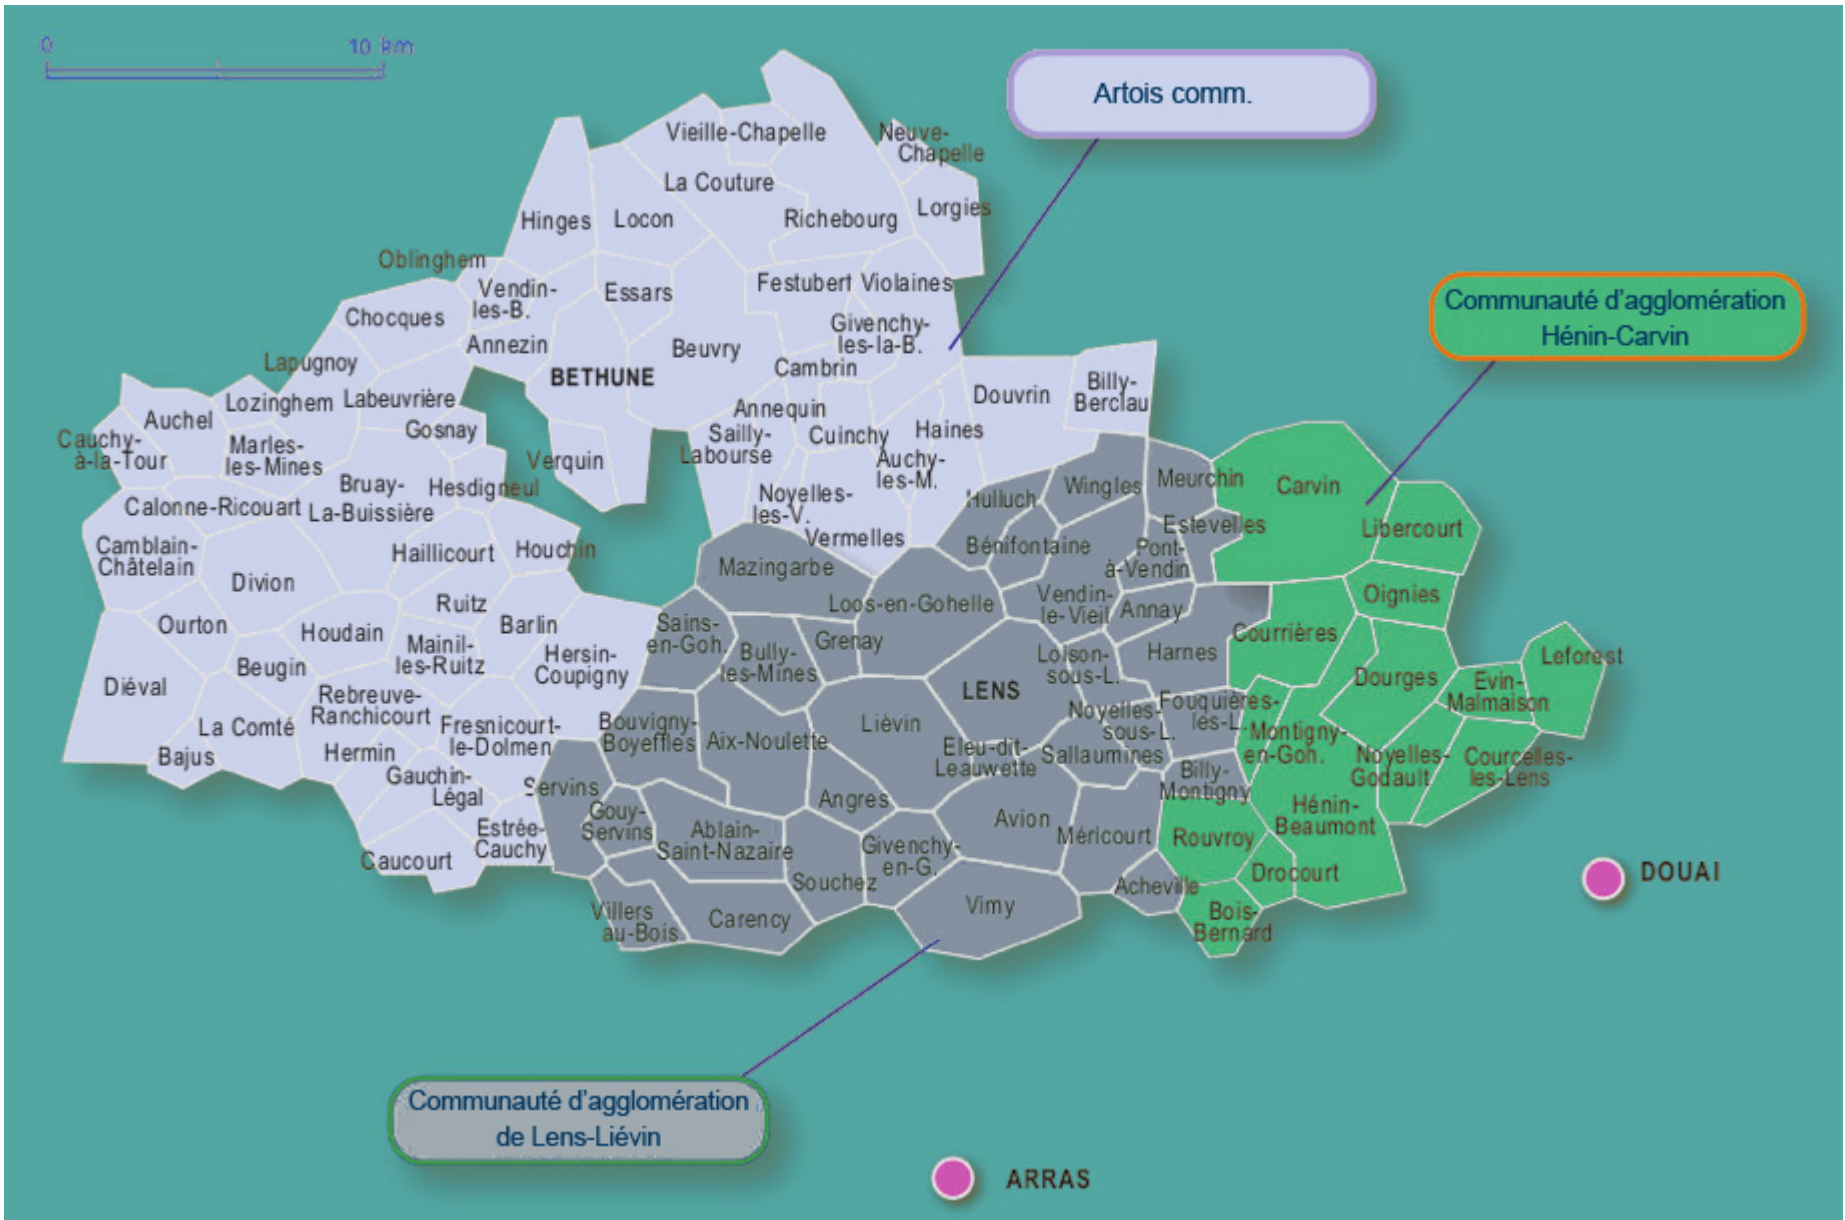 0 10 km
Artois comm.
Communauté d'agglomération
Hénin-Carvin
Communauté d'agglomération
de Lens-Liévin
DOUAI
ARRAS
Vieille-Chapelle
Neuve-
Chapelle
La Couture
Hinges
Locon
Richebourg
Lorgies
Oblinghem
Vendin-
les-B.
Essars
Festubert
Violaines
Chocques
Annezin
Givenchy-
les-la-B.
Beuvry
Cambrin
BETHUNE
Lapugnoy
Douvrin
Billy-
Berclau
Lozinghem
Labeuvrière
Auchel
Annequin
Gosnay
Cuinchy
Haines
Sailly-
Labourse
Cauchy-
à-la-Tour
Marles-
les-Mines
Verquin
Auchy-
les-M.
Bruay-
La-Buissière
Hesdigneul
Noyelles-
les-V.
Calonne-Ricouart
Vermelles
Camblain-
Châtelain
Haillicourt
Houchin
Divion
Ruitz
Ourton
Houdain
Barlin
Mainil-
les-Ruitz
Hersin-
Coupigny
Beugin
Diéval
Rebreuve-
Ranchicourt
La Comté
Fresnicourt-
le-Dolmen
Bajus
Hermin
Gauchin-
Légal
Estrée-
Cauchy
Caucourt
Hulluch
Wingles
Meurchin
Estevelles
Bénifontaine
Pont-
à-Vendin
Mazingarbe
Loos-en-Gohelle
Vendin-
le-Vieil
Annay
Sains-
en-Goh.
Bully-
les-Mines
Grenay
Loison-
sous-L.
Harnes
LENS
Fouquières-
les-L.
Noyelles-
sous-L.
Bouvigny-
Boyeffles
Aix-Noulette
Liévin
Eleu-dit-
Leauwette
Sallaumines
Billy-
Montigny
Servins
Gouy-
Servins
Angres
Ablain-
Saint-Nazaire
Avion
Méricourt
Givenchy-
en-G.
Souchez
Acheville
Villers
au-Bois
Carency
Vimy
Carvin
Libercourt
Oignies
Courrières
Dourges
Leforest
Evin-
Malmaison
Montigny-
en-Goh.
Noyelles-
Godault
Courcelles-
les-Lens
Hénin-
Beaumont
Rouvroy
Drocourt
Bois-
Bernard